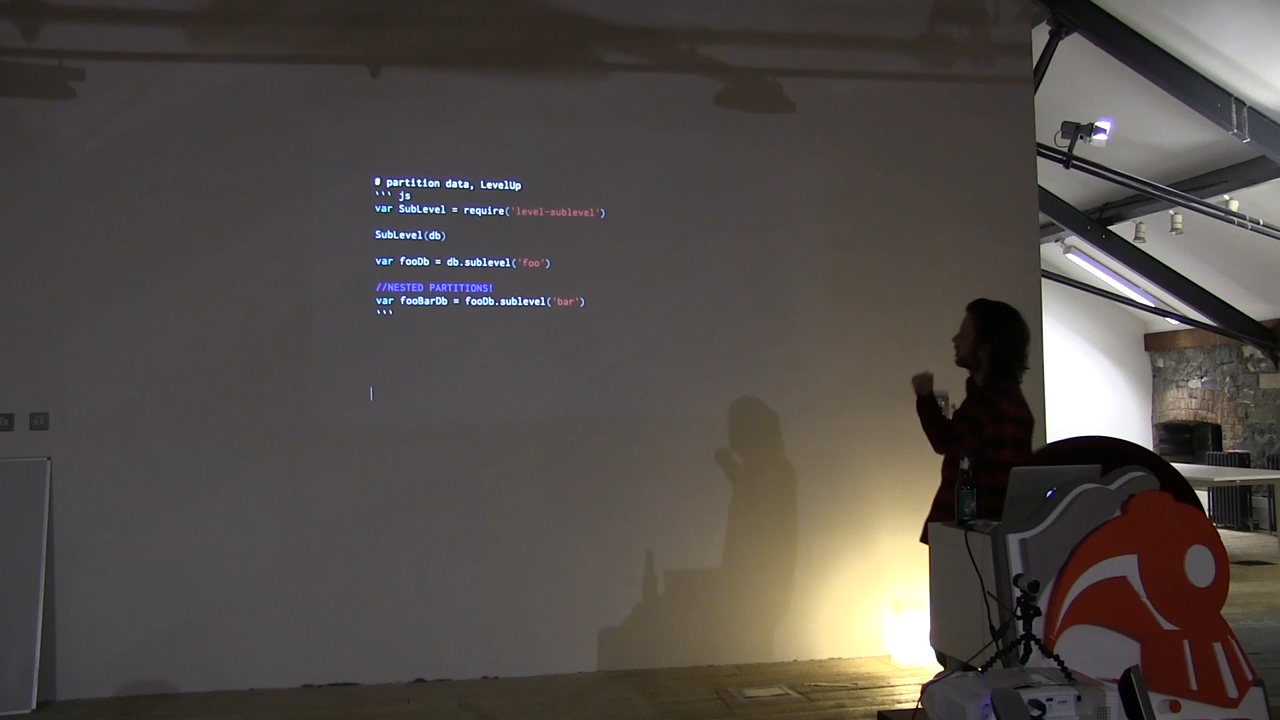 # partition data, LevelUp
``` js
var SubLevel = require('level-sublevel')
SubLevel(db)
var fooDb = db.sublevel('foo')
//NESTED PARTITIONS!
var fooBarDb = fooDb.sublevel('bar')
```